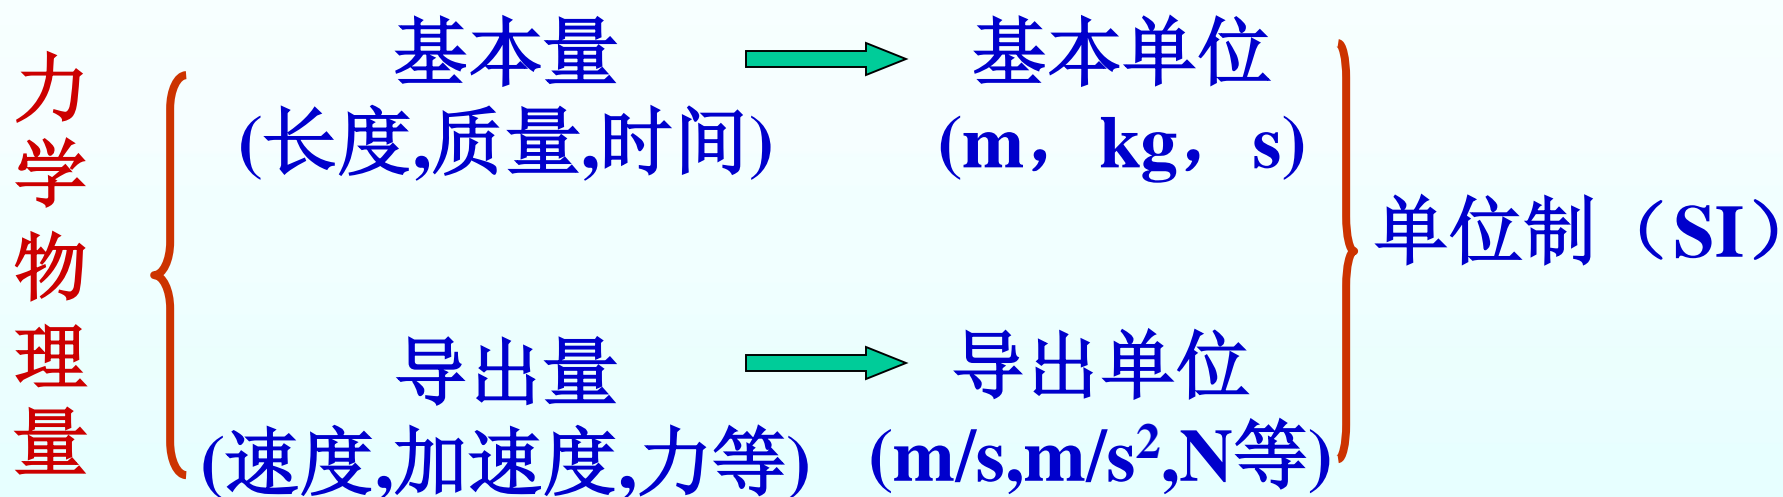 力学物理量
基本量
基本单位
(长度,质量,时间)
(m，kg，s)
单位制（SI）
导出量
导出单位
(速度,加速度,力等)
(m/s,m/s²,N等)